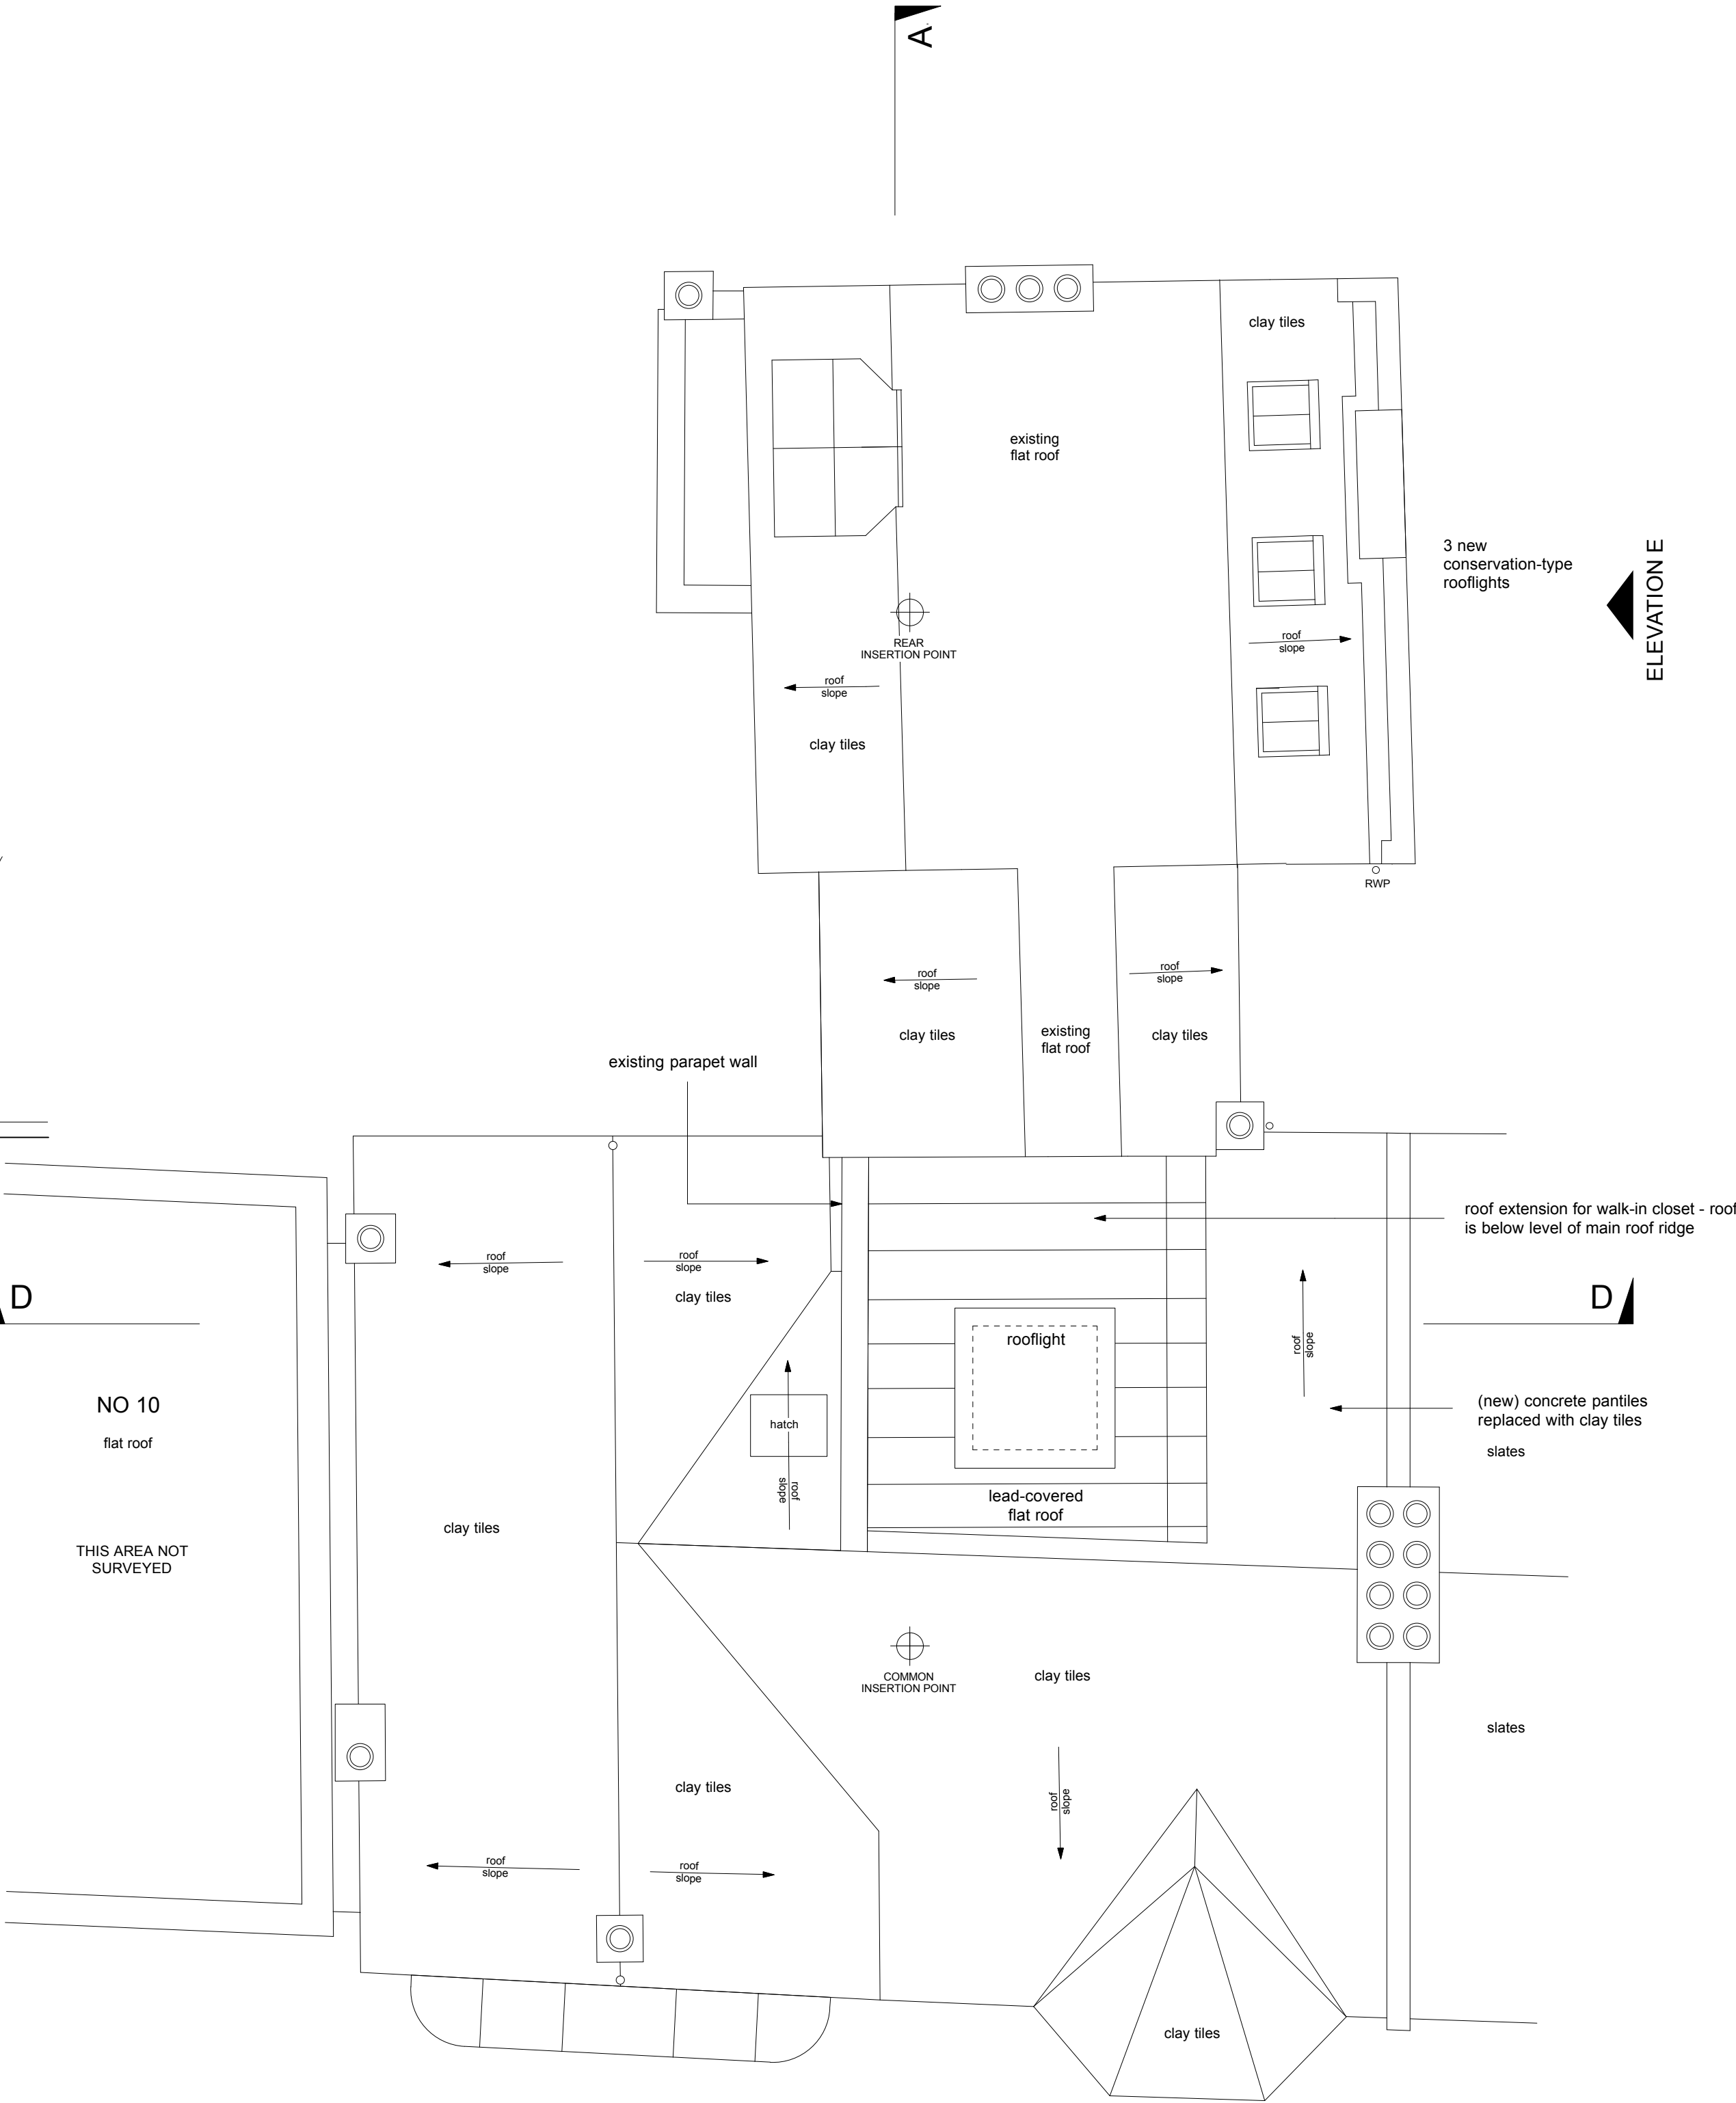 A
clay tiles
existing
flat roof
3 new
conservation-type
rooflights
ELEVATION E
REAR
INSERTION POINT
roof
slope
roof
slope
clay tiles
RWP
roof
slope
roof
slope
clay tiles
existing
flat roof
clay tiles
existing parapet wall
roof extension for walk-in closet - roof
is below level of main roof ridge
roof
slope
roof
slope
clay tiles
D
D
rooflight
roof
slope
NO 10
flat roof
hatch
(new) concrete pantiles
replaced with clay tiles
slates
roof
slope
lead-covered
flat roof
clay tiles
THIS AREA NOT
SURVEYED
COMMON
INSERTION POINT
clay tiles
slates
clay tiles
roof
slope
roof
slope
roof
slope
clay tiles